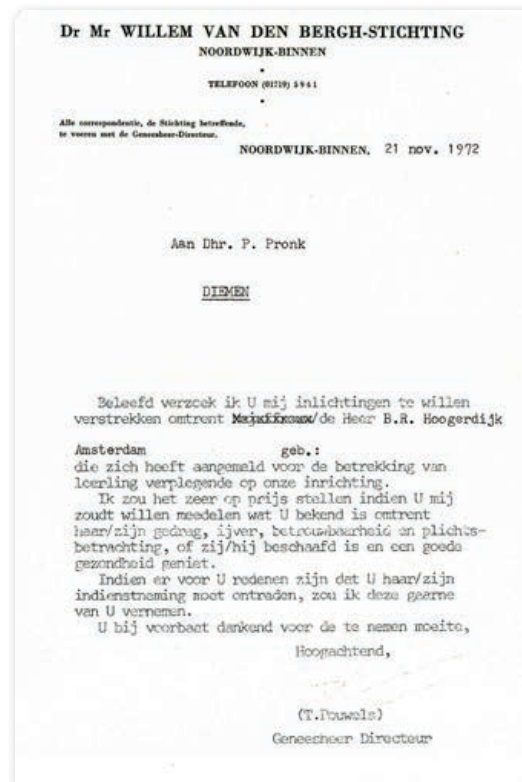 Dr Mr WILLEM VAN DEN BERGH-STICHTING
NOORDWIJK-BINNEN
TELEFOON (01719) 5941
Alle correspondentie, de Stichting betreffende,
te voeren met de Geneesheer-Directeur.
NOORDWIJK-BINNEN, 21 nov. 1972
Aan Dhr. P. Pronk
DIEMEN
Beleefd verzoek ik U mij inlichtingen te willen
verstrekken omtrent /de Heer B.R. Hoogerdijk
Amsterdam geb.:
die zich heeft aangemeld voor de betrekking van
leerling verplegende op onze inrichting.
Ik zou het zeer op prijs stellen indien U mij
zoudt willen meedelen wat U bekend is omtrent
haar/zijn gedrag, ijver, betrouwbaarheid en plichts-
betrachting, of zij/hij beschaafd is en een goede
gezondheid geniet.
Indien er voor U redenen zijn dat U haar/zijn
indienstneming moet ontraden, zou ik deze gaarne
van U vernemen.
U bij voorbaat dankend voor de te nemen moeite,
Hoogachtend,
(T.Pouwels)
Geneesheer Directeur